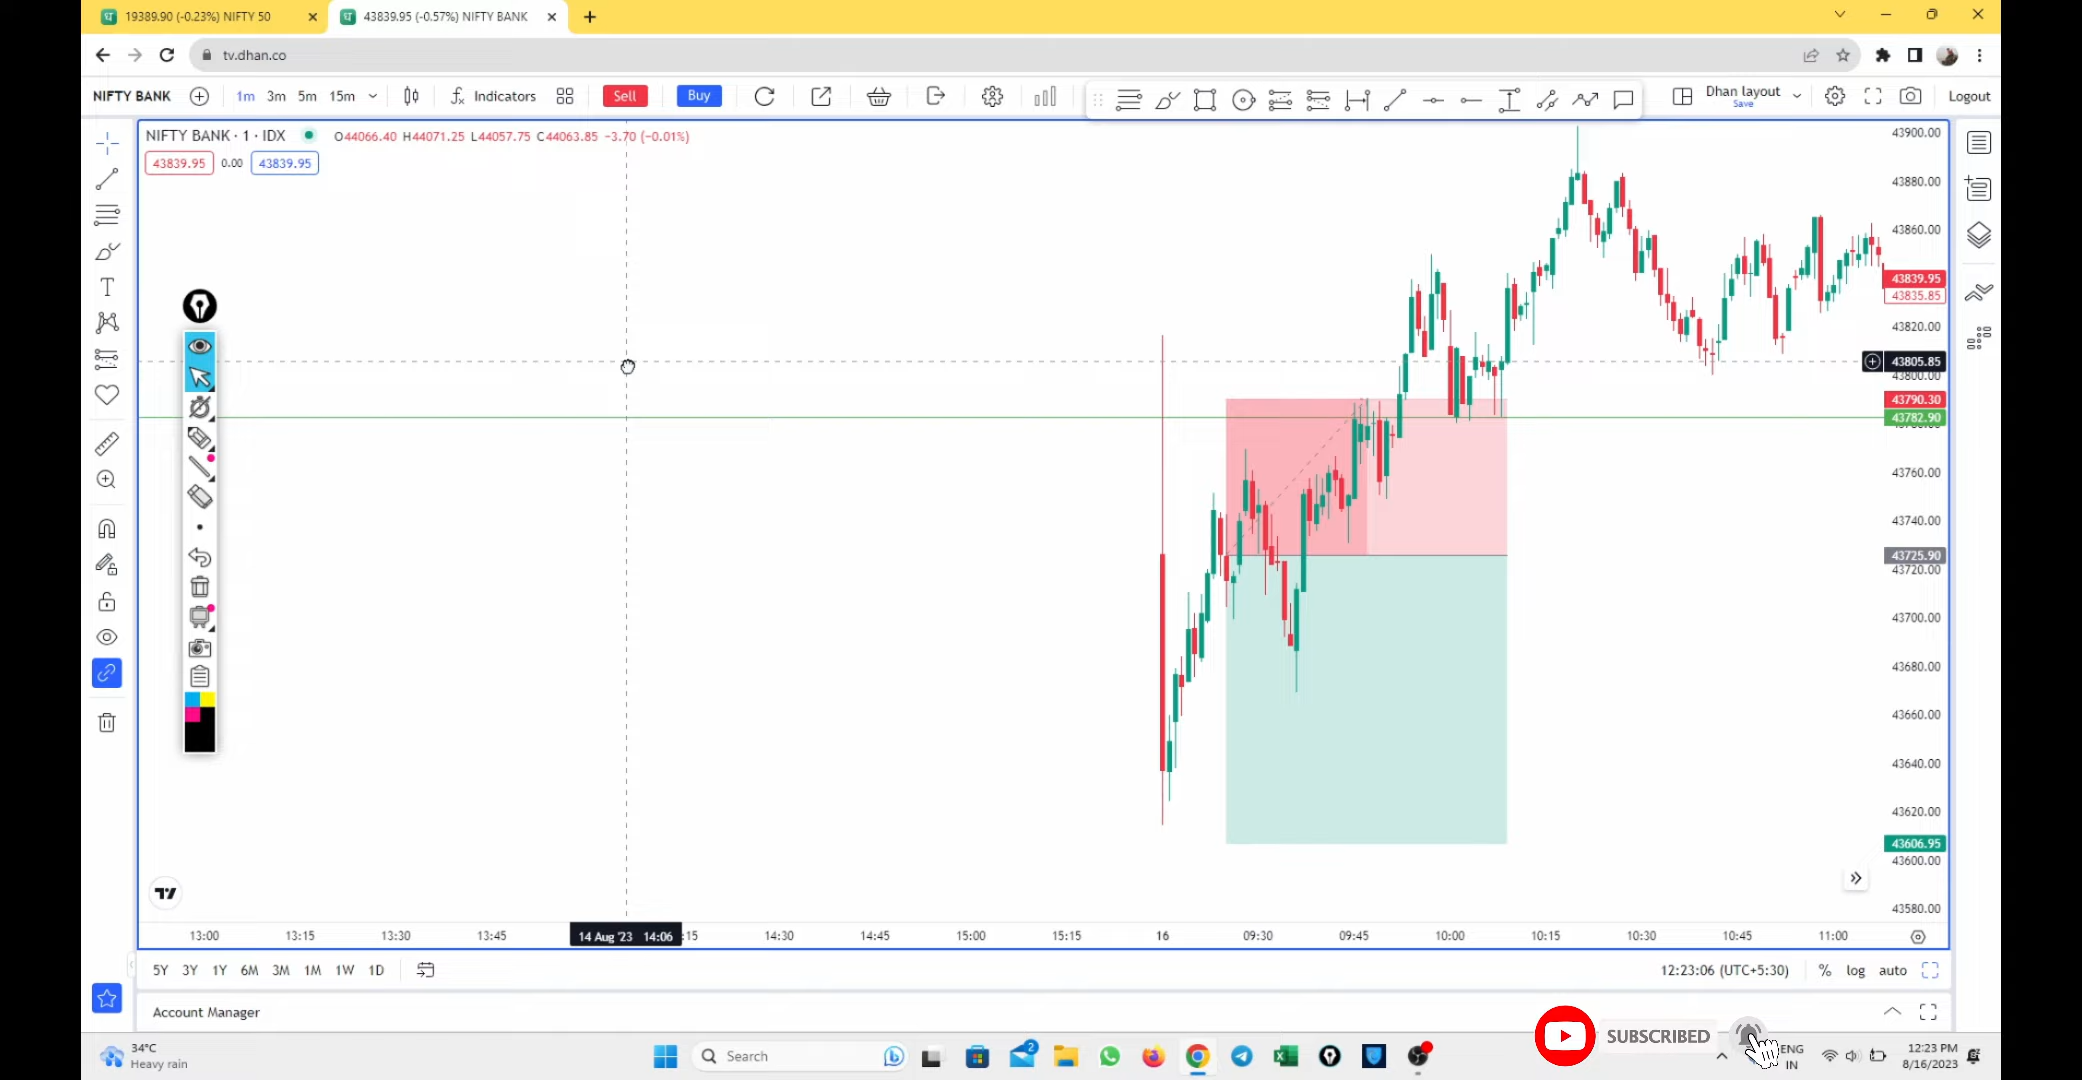 19389.90 (-0.23%) NIFTY 50
43839.95 (-0.57%) NIFTY BANK
tv.dhan.co
NIFTY BANK 1m 3m 5m 15m Indicators Sell Buy Dhan layout Save Logout
NIFTY BANK · 1 · IDX O44066.40 H44071.25 L44057.75 C44063.85 −3.70 (−0.01%)
43839.95 0.00 43839.95
43900.00
43880.00
43860.00
43839.95
43835.85
43820.00
43805.85
43800.00
43790.30
43782.90
43760.00
43740.00
43725.90
43720.00
43700.00
43680.00
43660.00
43640.00
43620.00
43606.95
43600.00
43580.00
13:00 13:15 13:30 13:45 14 Aug '23 14:06 :15 14:30 14:45 15:00 15:15 16 09:30 09:45 10:00 10:15 10:30 10:45 11:00
5Y 3Y 1Y 6M 3M 1M 1W 1D 12:23:06 (UTC+5:30) % log auto
Account Manager
34°C
Heavy rain
Search
2
SUBSCRIBED
ENG
IN
12:23 PM
8/16/2023